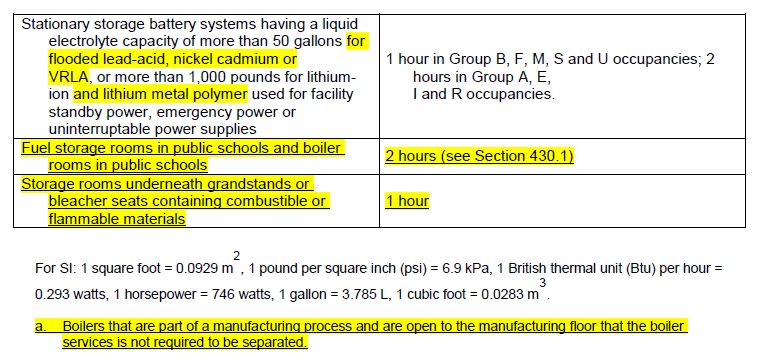 Stationary storage battery systems having a liquid
electrolyte capacity of more than 50 gallons for
flooded lead-acid, nickel cadmium or
VRLA, or more than 1,000 pounds for lithium-
ion and lithium metal polymer used for facility
standby power, emergency power or
uninterruptable power supplies
1 hour in Group B, F, M, S and U occupancies; 2
hours in Group A, E,
I and R occupancies.
Fuel storage rooms in public schools and boiler
rooms in public schools
2 hours (see Section 430.1)
Storage rooms underneath grandstands or
bleacher seats containing combustible or
flammable materials
1 hour
For SI: 1 square foot = 0.0929 m2, 1 pound per square inch (psi) = 6.9 kPa, 1 British thermal unit (Btu) per hour =
0.293 watts, 1 horsepower = 746 watts, 1 gallon = 3.785 L, 1 cubic foot = 0.0283 m3.
a. Boilers that are part of a manufacturing process and are open to the manufacturing floor that the boiler
services is not required to be separated.